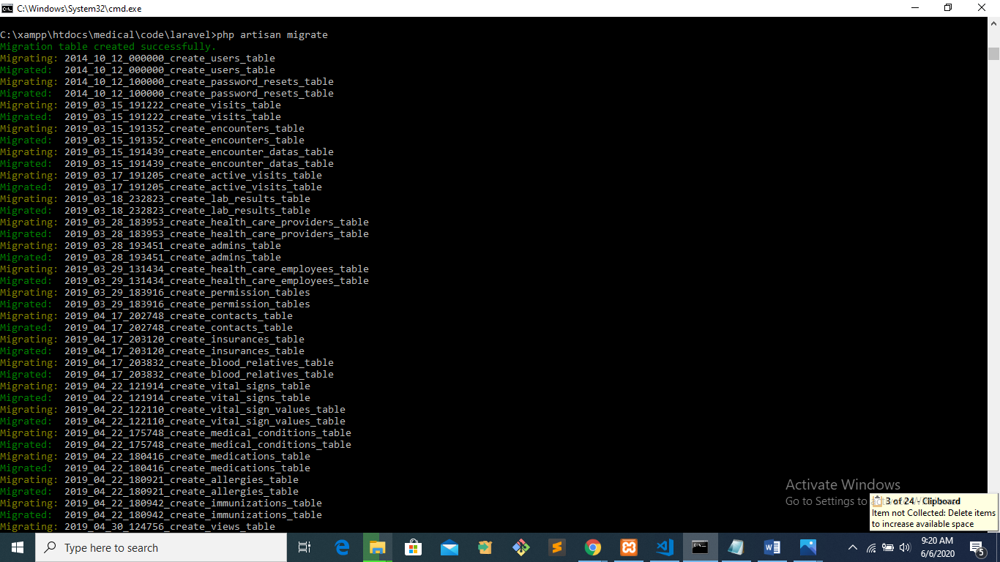 C:\Windows\System32\cmd.exe
C:\xampp\htdocs\medical\code\laravel>php artisan migrate
Migration table created successfully.
Migrating: 2014_10_12_000000_create_users_table
Migrated:  2014_10_12_000000_create_users_table
Migrating: 2014_10_12_100000_create_password_resets_table
Migrated:  2014_10_12_100000_create_password_resets_table
Migrating: 2019_03_15_191222_create_visits_table
Migrated:  2019_03_15_191222_create_visits_table
Migrating: 2019_03_15_191352_create_encounters_table
Migrated:  2019_03_15_191352_create_encounters_table
Migrating: 2019_03_15_191439_create_encounter_datas_table
Migrated:  2019_03_15_191439_create_encounter_datas_table
Migrating: 2019_03_17_191205_create_active_visits_table
Migrated:  2019_03_17_191205_create_active_visits_table
Migrating: 2019_03_18_232823_create_lab_results_table
Migrated:  2019_03_18_232823_create_lab_results_table
Migrating: 2019_03_28_183953_create_health_care_providers_table
Migrated:  2019_03_28_183953_create_health_care_providers_table
Migrating: 2019_03_28_193451_create_admins_table
Migrated:  2019_03_28_193451_create_admins_table
Migrating: 2019_03_29_131434_create_health_care_employees_table
Migrated:  2019_03_29_131434_create_health_care_employees_table
Migrating: 2019_03_29_183916_create_permission_tables
Migrated:  2019_03_29_183916_create_permission_tables
Migrating: 2019_04_17_202748_create_contacts_table
Migrated:  2019_04_17_202748_create_contacts_table
Migrating: 2019_04_17_203120_create_insurances_table
Migrated:  2019_04_17_203120_create_insurances_table
Migrating: 2019_04_17_203832_create_blood_relatives_table
Migrated:  2019_04_17_203832_create_blood_relatives_table
Migrating: 2019_04_22_121914_create_vital_signs_table
Migrated:  2019_04_22_121914_create_vital_signs_table
Migrating: 2019_04_22_122110_create_vital_sign_values_table
Migrated:  2019_04_22_122110_create_vital_sign_values_table
Migrating: 2019_04_22_175748_create_medical_conditions_table
Migrated:  2019_04_22_175748_create_medical_conditions_table
Migrating: 2019_04_22_180416_create_medications_table
Migrated:  2019_04_22_180416_create_medications_table
Migrating: 2019_04_22_180921_create_allergies_table
Migrated:  2019_04_22_180921_create_allergies_table
Migrating: 2019_04_22_180942_create_immunizations_table
Migrated:  2019_04_22_180942_create_immunizations_table
Migrating: 2019_04_30_124756_create_views_table
Activate Windows
Go to Settings to
3 of 24 - Clipboard
Item not Collected: Delete items
to increase available space
Type here to search
9:20 AM
6/6/2020
5